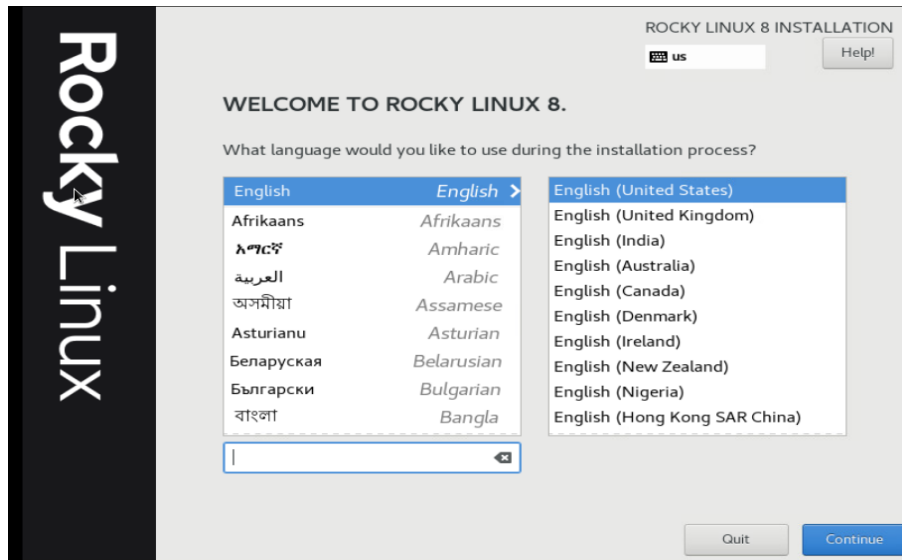 Rocky Linux
ROCKY LINUX 8 INSTALLATION
us
Help!
WELCOME TO ROCKY LINUX 8.
What language would you like to use during the installation process?
English English
Afrikaans Afrikaans
አማርኛ Amharic
العربية Arabic
অসমীয়া Assamese
Asturianu Asturian
Беларуская Belarusian
Български Bulgarian
বাংলা Bangla
English (United States)
English (United Kingdom)
English (India)
English (Australia)
English (Canada)
English (Denmark)
English (Ireland)
English (New Zealand)
English (Nigeria)
English (Hong Kong SAR China)
Quit
Continue